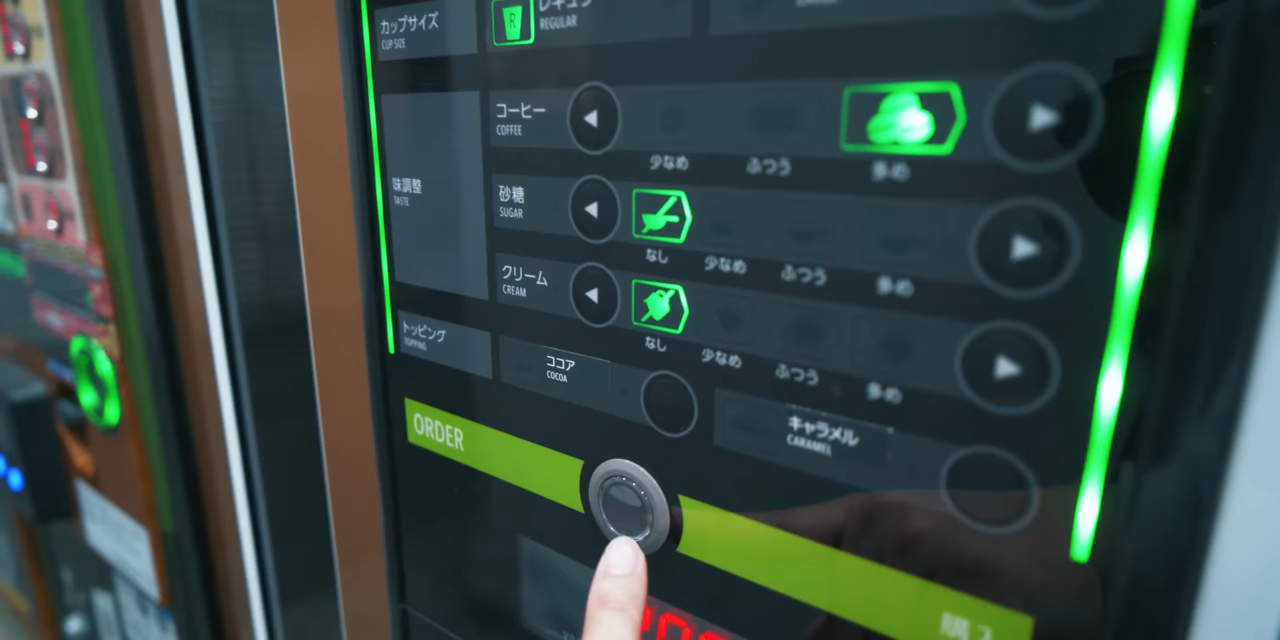 カップサイズ
CUP SIZE
R
レギュラ
REGULAR
コーヒー
COFFEE
少なめ ふつう 多め
味調整
TASTE
砂糖
SUGAR
なし 少なめ ふつう 多め
クリーム
CREAM
なし 少なめ ふつう 多め
トッピング
TOPPING
ココア
COCOA
キャラメル
CARAMEL
ORDER
購入